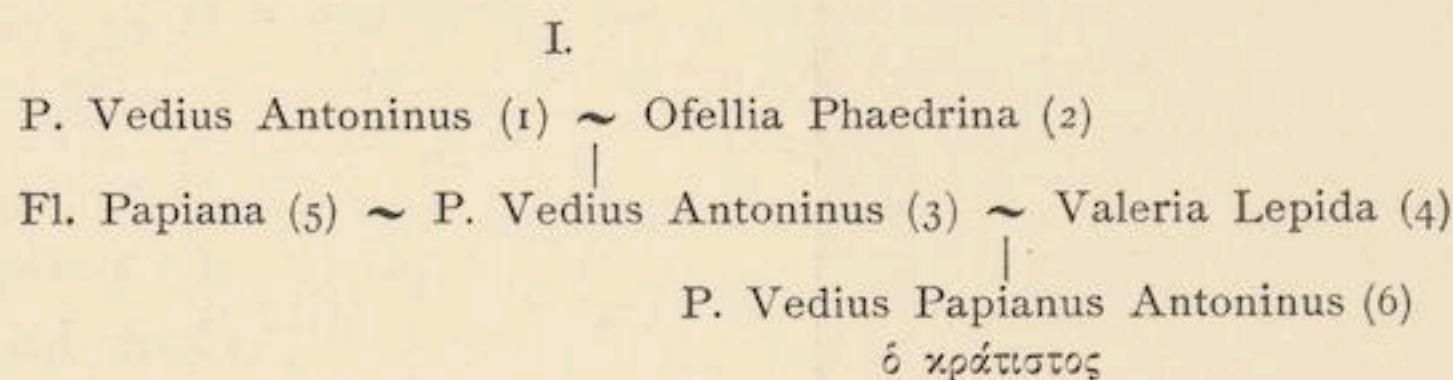 I.
P. Vedius Antoninus (1) ~ Ofellia Phaedrina (2)
Fl. Papiana (5) ~ P. Vedius Antoninus (3) ~ Valeria Lepida (4)
P. Vedius Papianus Antoninus (6)
ὁ κράτιστος